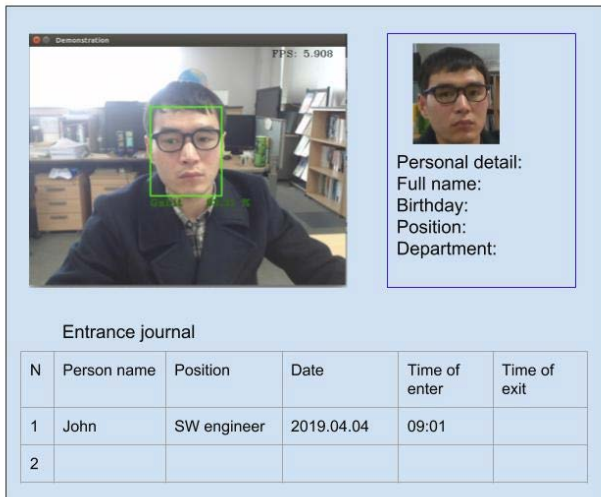 Demonstration
FPS: 5.908
Personal detail:
Full name:
Birthday:
Position:
Department:
Entrance journal
N Person name Position Date Time of enter Time of exit
1 John SW engineer 2019.04.04 09:01
2